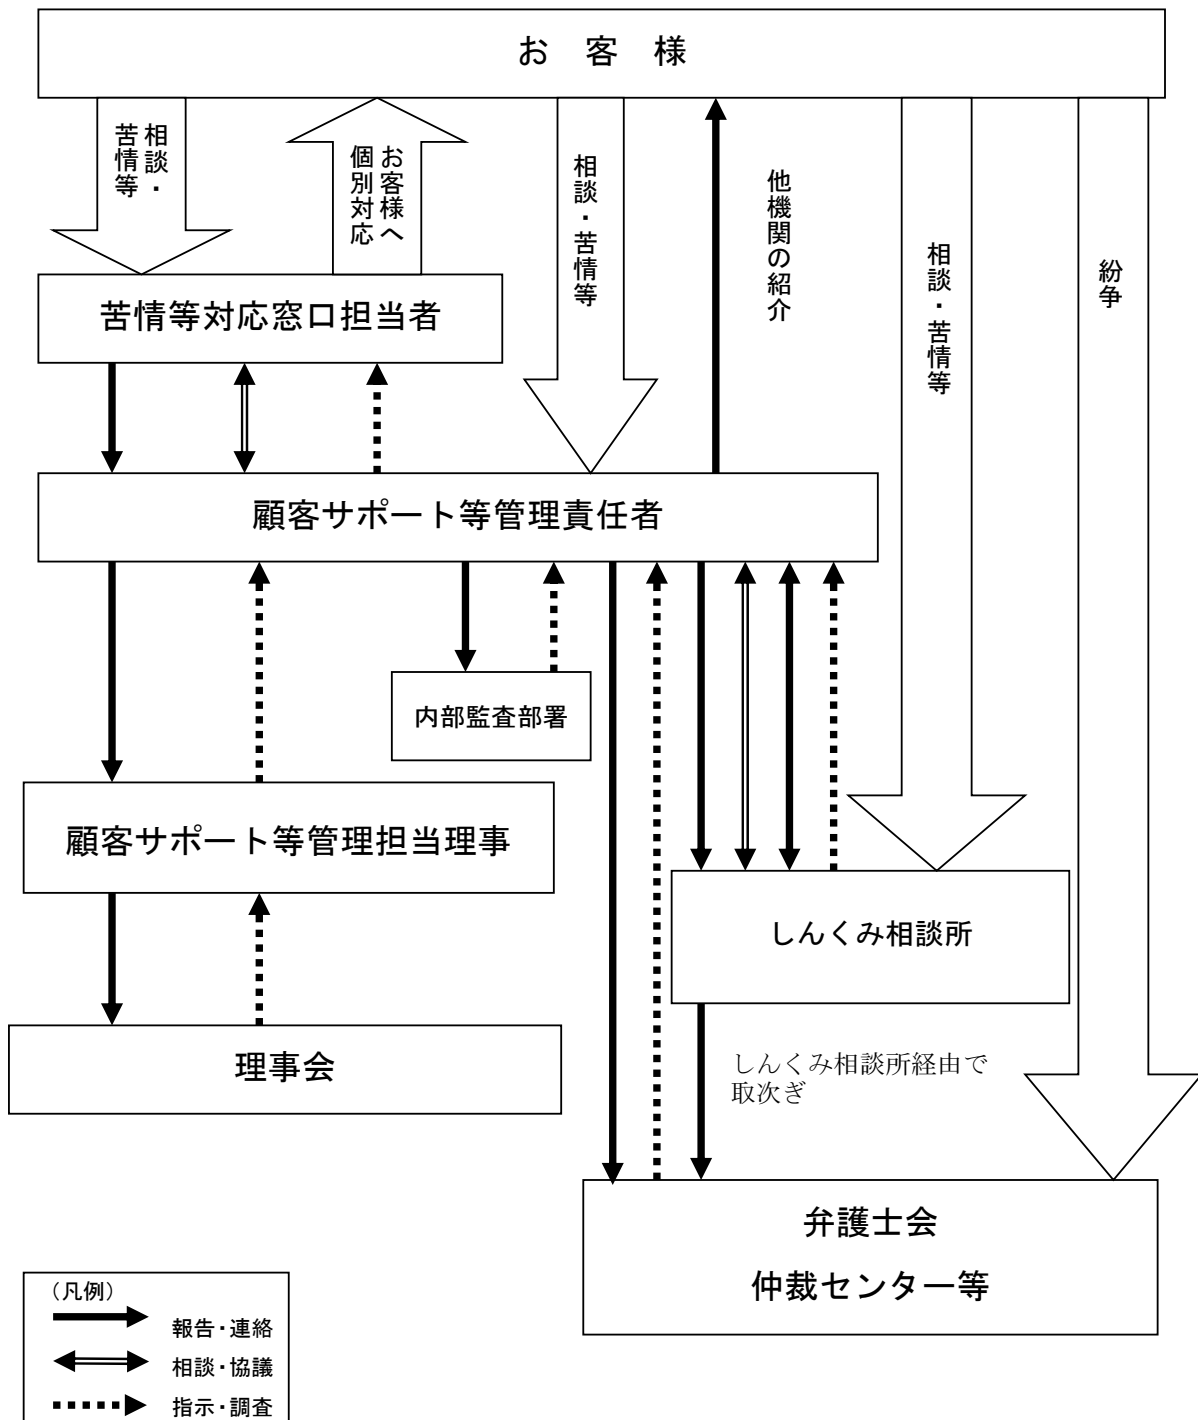 お　客　様
相談・
苦情等
お客様へ
個別対応
相談・苦情等
他機関の紹介
相談・苦情等
紛争
苦情等対応窓口担当者
顧客サポート等管理責任者
内部監査部署
顧客サポート等管理担当理事
しんくみ相談所
理事会
しんくみ相談所経由で
取次ぎ
弁護士会
仲裁センター等
(凡例)
報告・連絡
相談・協議
指示・調査